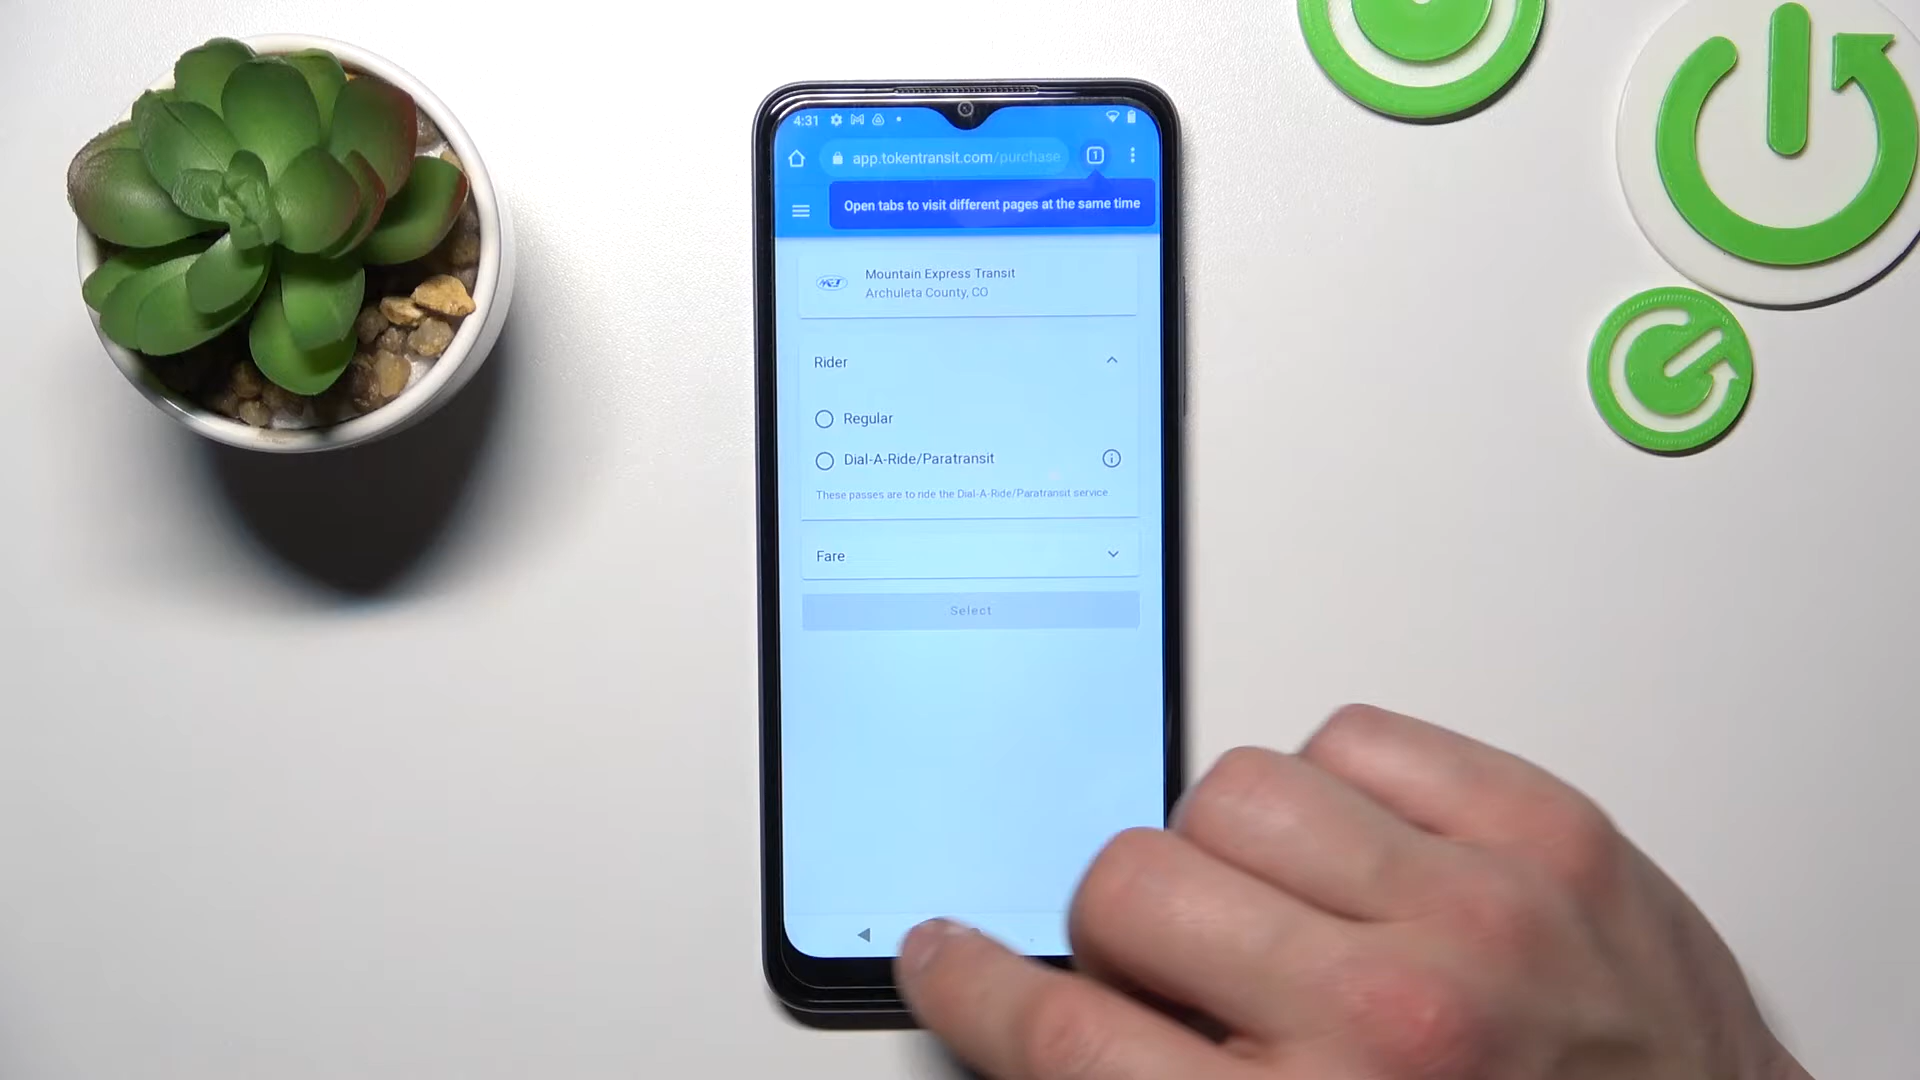 4:31
app.tokentransit.com/purchase
1
Open tabs to visit different pages at the same time
MET
Mountain Express Transit
Archuleta County, CO
Rider
Regular
Dial-A-Ride/Paratransit
These passes are to ride the Dial-A-Ride/Paratransit service
Fare
Select